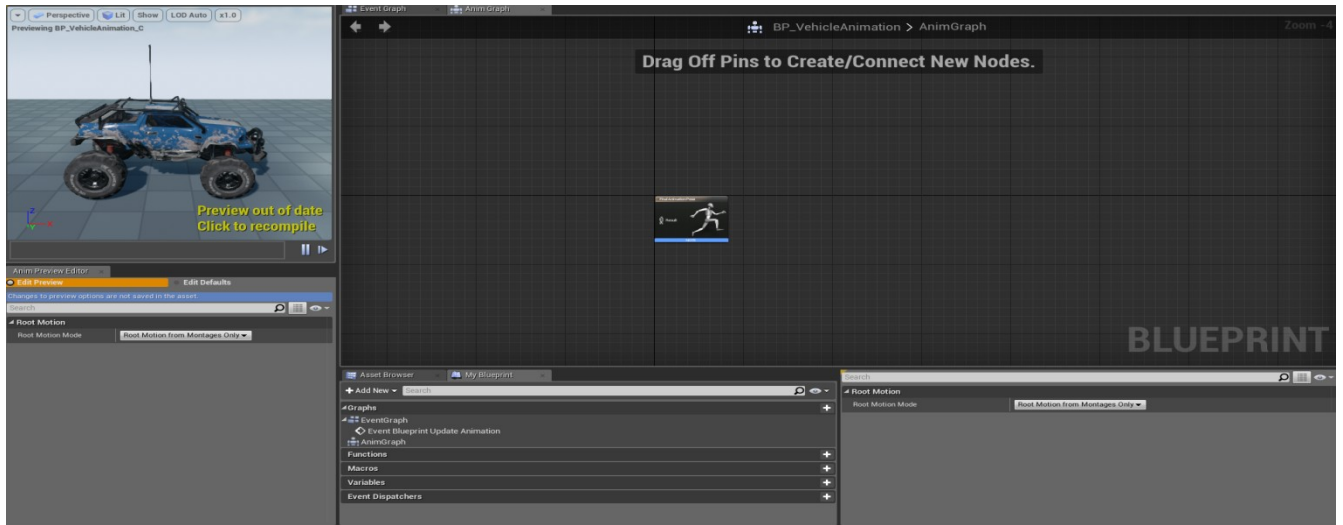 Perspective Lit Show LOD Auto x1.0
Previewing BP_VehicleAnimation_C
Preview out of date
Click to recompile
Anim Preview Editor
Edit Preview Edit Defaults
Changes to preview options are not saved in the asset.
Search
Root Motion
Root Motion Mode Root Motion from Montages Only
Event Graph Anim Graph
BP_VehicleAnimation > AnimGraph Zoom -4
Drag Off Pins to Create/Connect New Nodes.
BLUEPRINT
Asset Browser My Blueprint
+ Add New Search
Graphs
EventGraph
Event Blueprint Update Animation
AnimGraph
Functions
Macros
Variables
Event Dispatchers
Search
Root Motion
Root Motion Mode Root Motion from Montages Only